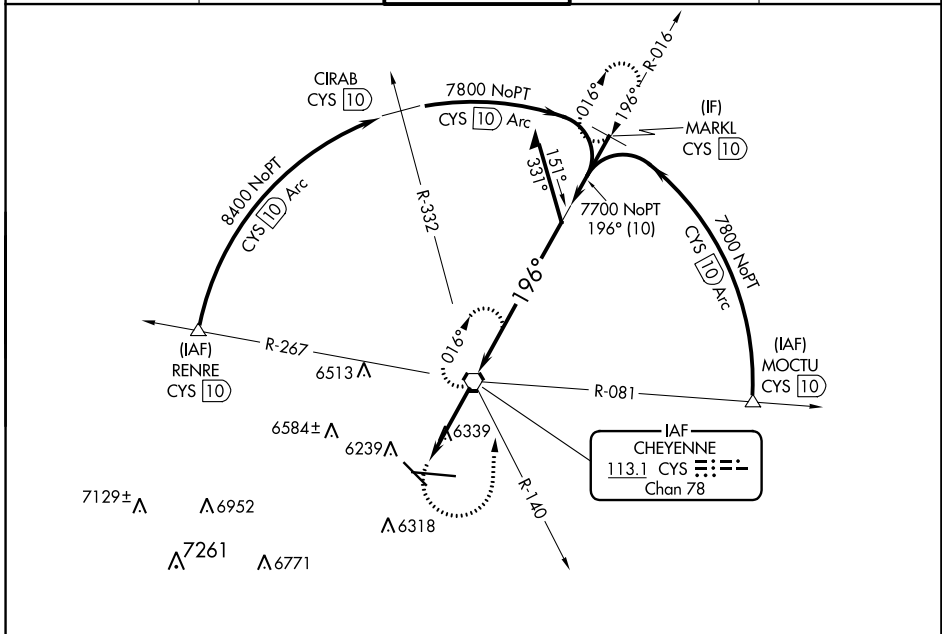 CIRAB
CYS 10
7800 NoPT
CYS 10 Arc
016°
196°
R-016
(IF)
MARKL
CYS 10
8400 NoPT
CYS 10 Arc
R-332
151°
331°
7700 NoPT
196° (10)
7800 NoPT
CYS 10 Arc
196°
016°
(IAF)
RENRE
CYS 10
R-267
6513
R-081
(IAF)
MOCTU
CYS 10
6584±
6239
6339
IAF
CHEYENNE
113.1 CYS
Chan 78
R-140
7129±
6952
6318
7261
6771